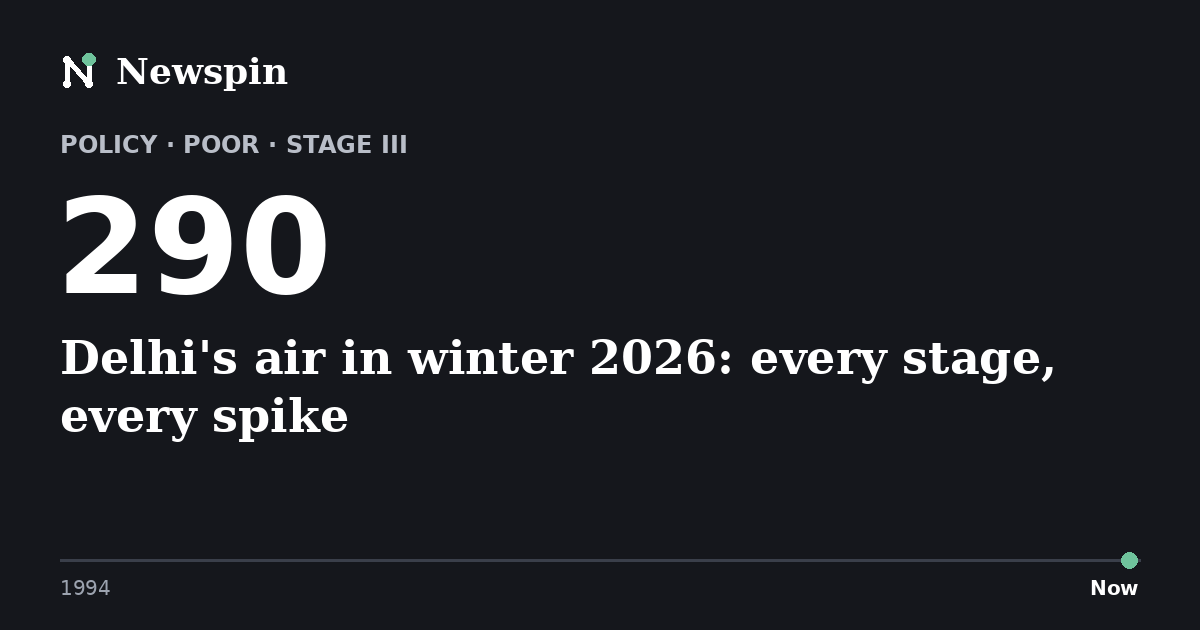 Newspin
POLICY · POOR · STAGE III
290
Delhi's air in winter 2026: every stage,
every spike
1994
Now